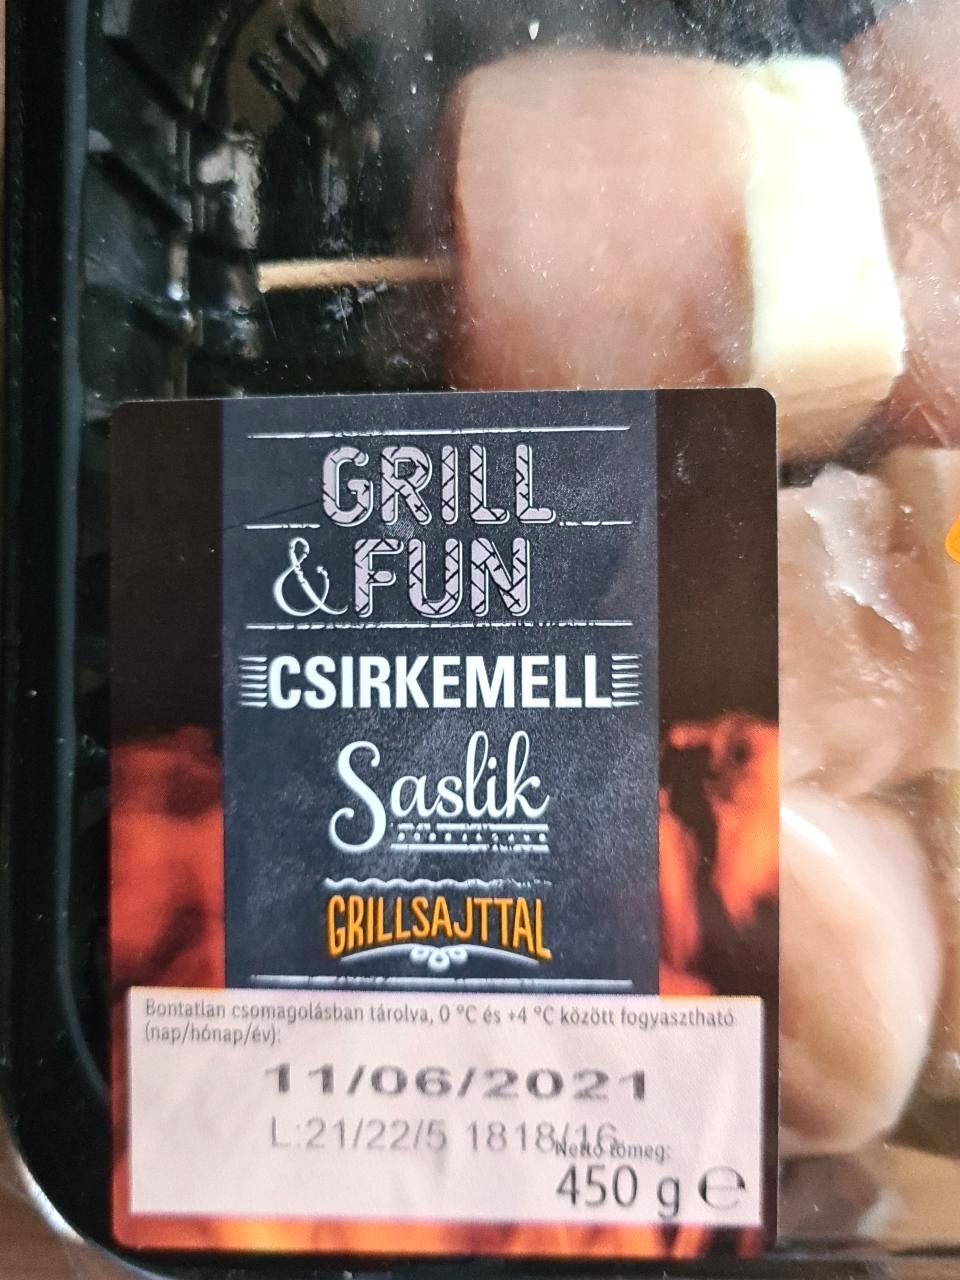 GRILL
& FUN
CSIRKEMELL
Saslik
GRILLSAJTTAL
Bontatlan csomagolásban tárolva, 0 °C és +4 °C között fogyasztható
(nap/hónap/év):
11/06/2021
L:21/22/5 1818/16
Nettó tömeg:
450 g e